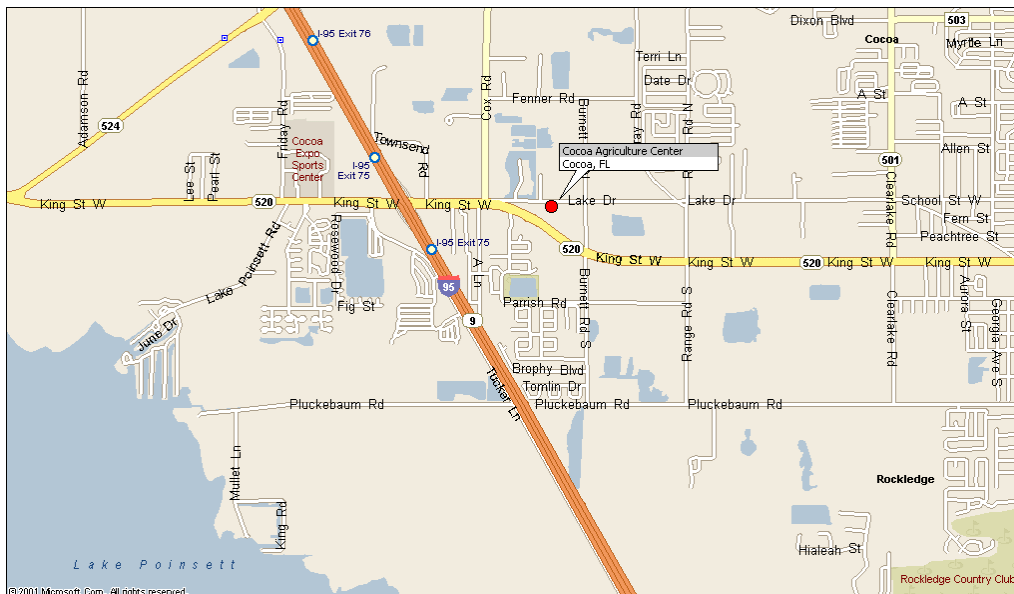 Dixon Blvd
503
I-95 Exit 76
Cocoa
Myrtle Ln
Terri Ln
Adamson Rd
Cox Rd
Date Dr
A St
Fenner Rd
A St
524
Friday Rd
Burnett
Rd N
Townsend
Rd
Cocoa
Expo
Sports
Center
Allen St
Lee St
Pearl St
I-95
Exit 75
Cocoa Agriculture Center
Cocoa, FL
501
King St W
520
King St W
King St W
Lake Dr
Lake Dr
Clearlake Rd
School St W
Fern St
Peachtree St
Lake Poinsett Rd
Rosewood Dr
I-95 Exit 75
520
King St W
King St W
520
King St W
King St W
A Ln
95
Fig St
Parrish Rd
Burnett Rd S
Range Rd S
Clearlake Rd
Aurora St
Georgia Ave S
9
June Dr
Tucker Ln
Brophy Blvd
Tomlin Dr
Pluckebaum Rd
Pluckebaum Rd
Pluckebaum Rd
Mullet Ln
King Rd
Rockledge
Hialeah St
Lake Poinsett
Rockledge Country Club
© 2001 Microsoft Corp. All rights reserved.